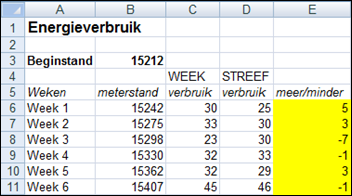 A B C D E
1 Energieverbruik
2
3 Beginstand 15212
4 WEEK STREEF
5 Weken meterstand verbruik verbruik meer/minder
6 Week 1 15242 30 25 5
7 Week 2 15275 33 30 3
8 Week 3 15298 23 30 -7
9 Week 4 15330 32 33 -1
10 Week 5 15362 32 29 3
11 Week 6 15407 45 46 -1